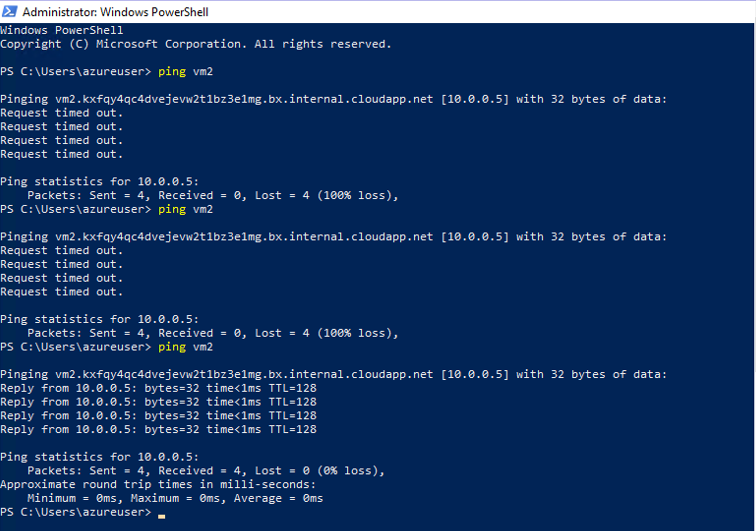 Administrator: Windows PowerShell
Windows PowerShell
Copyright (C) Microsoft Corporation. All rights reserved.
PS C:\Users\azureuser> ping vm2
Pinging vm2.kxfqy4qc4dvejevw2t1bz3e1mg.bx.internal.cloudapp.net [10.0.0.5] with 32 bytes of data:
Request timed out.
Request timed out.
Request timed out.
Request timed out.
Ping statistics for 10.0.0.5:
    Packets: Sent = 4, Received = 0, Lost = 4 (100% loss),
PS C:\Users\azureuser> ping vm2
Pinging vm2.kxfqy4qc4dvejevw2t1bz3e1mg.bx.internal.cloudapp.net [10.0.0.5] with 32 bytes of data:
Request timed out.
Request timed out.
Request timed out.
Request timed out.
Ping statistics for 10.0.0.5:
    Packets: Sent = 4, Received = 0, Lost = 4 (100% loss),
PS C:\Users\azureuser> ping vm2
Pinging vm2.kxfqy4qc4dvejevw2t1bz3e1mg.bx.internal.cloudapp.net [10.0.0.5] with 32 bytes of data:
Reply from 10.0.0.5: bytes=32 time<1ms TTL=128
Reply from 10.0.0.5: bytes=32 time<1ms TTL=128
Reply from 10.0.0.5: bytes=32 time<1ms TTL=128
Reply from 10.0.0.5: bytes=32 time<1ms TTL=128
Ping statistics for 10.0.0.5:
    Packets: Sent = 4, Received = 4, Lost = 0 (0% loss),
Approximate round trip times in milli-seconds:
    Minimum = 0ms, Maximum = 0ms, Average = 0ms
PS C:\Users\azureuser> _